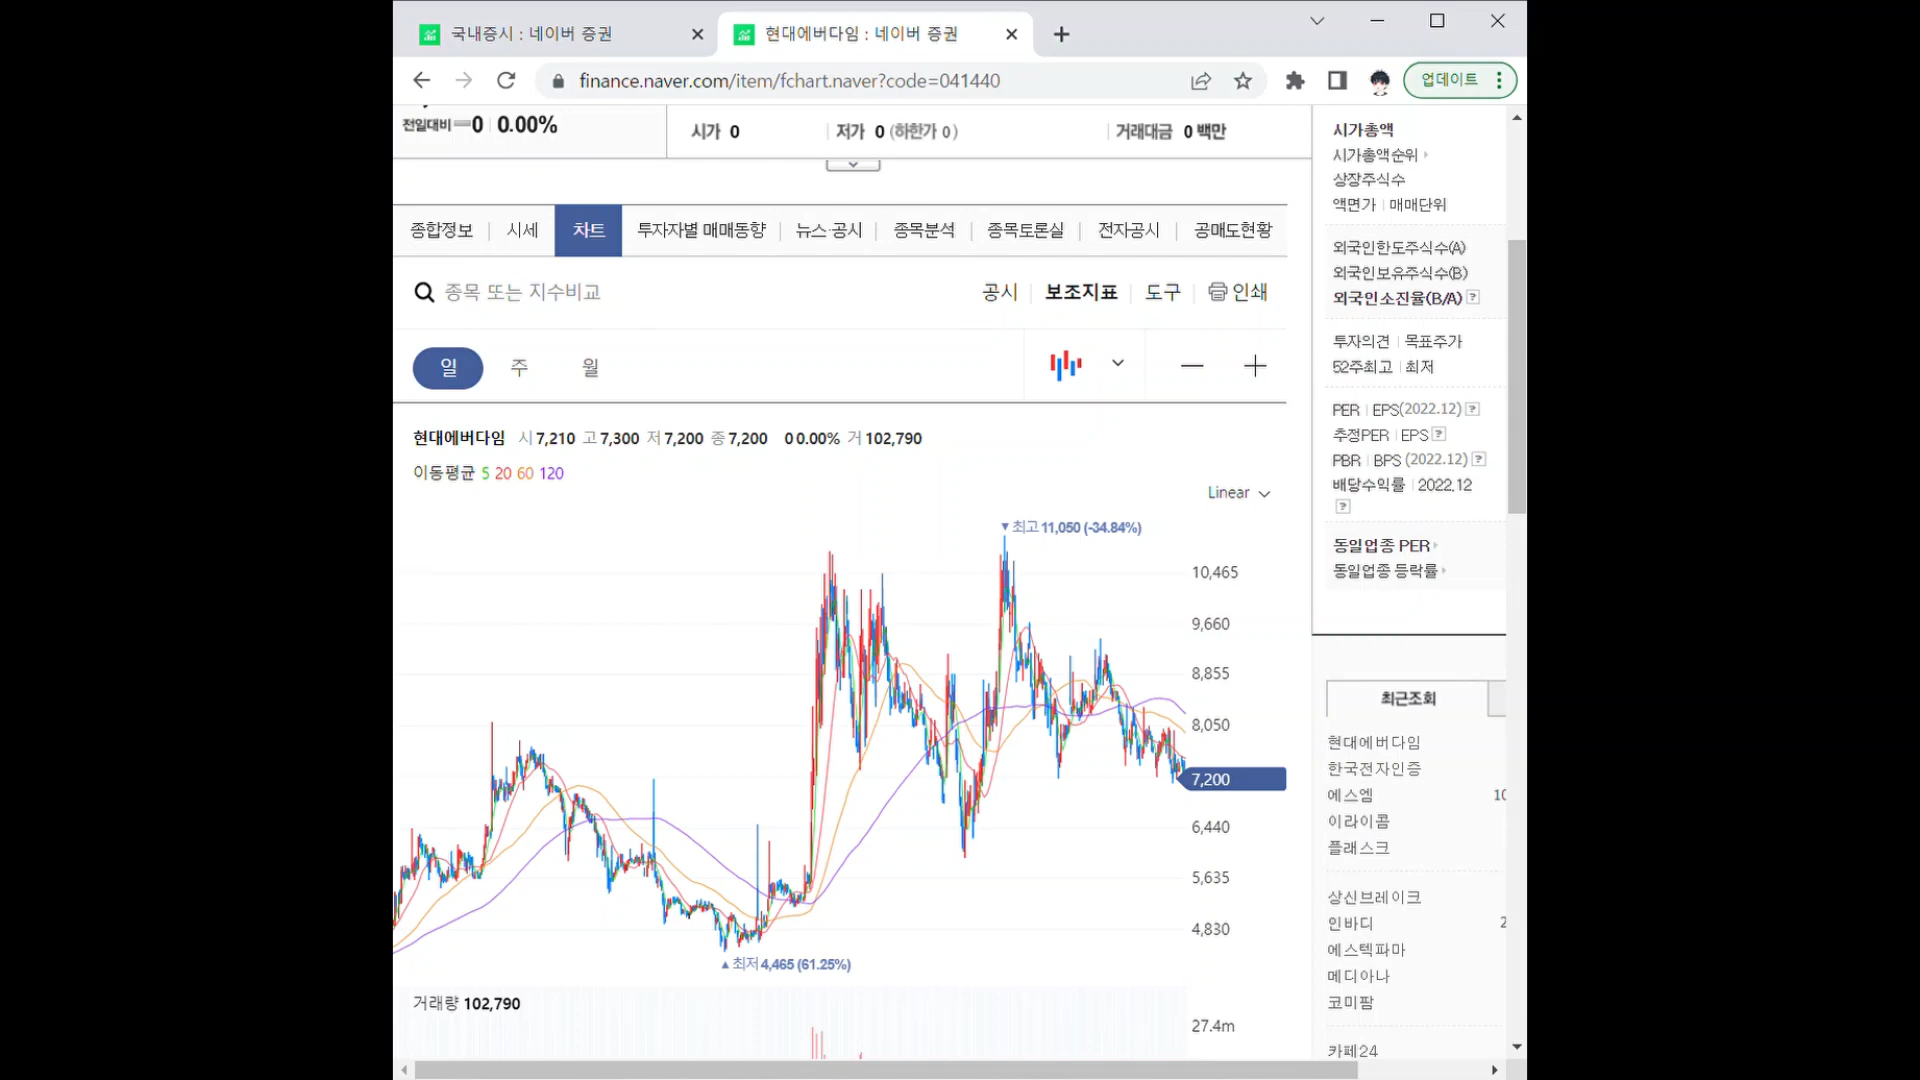 국내증시 : 네이버 증권
현대에버다임 : 네이버 증권
finance.naver.com/item/fchart.naver?code=041440
업데이트
전일대비 0 0.00%
시가 0 저가 0 (하한가 0) 거래대금 0 백만
종합정보 시세 차트 투자자별 매매동향 뉴스·공시 종목분석 종목토론실 전자공시 공매도현황
종목 또는 지수비교
공시 보조지표 도구 인쇄
일 주 월
현대에버다임 시 7,210 고 7,300 저 7,200 종 7,200 0 0.00% 거 102,790
이동평균 5 20 60 120
Linear
▼최고 11,050 (-34.84%)
10,465
9,660
8,855
8,050
7,200
6,440
5,635
4,830
▲최저 4,465 (61.25%)
거래량 102,790
27.4m
시가총액
시가총액순위
상장주식수
액면가 매매단위
외국인한도주식수(A)
외국인보유주식수(B)
외국인소진율(B/A) ?
투자의견 목표주가
52주최고 최저
PER EPS(2022.12) ?
추정PER EPS ?
PBR BPS (2022.12) ?
배당수익률 2022.12
?
동일업종 PER
동일업종 등락률
최근조회
현대에버다임
한국전자인증
에스엠 10
이라이콤
플래스크
상신브레이크
인바디 2
에스텍파마
메디아나
코미팜
카페24